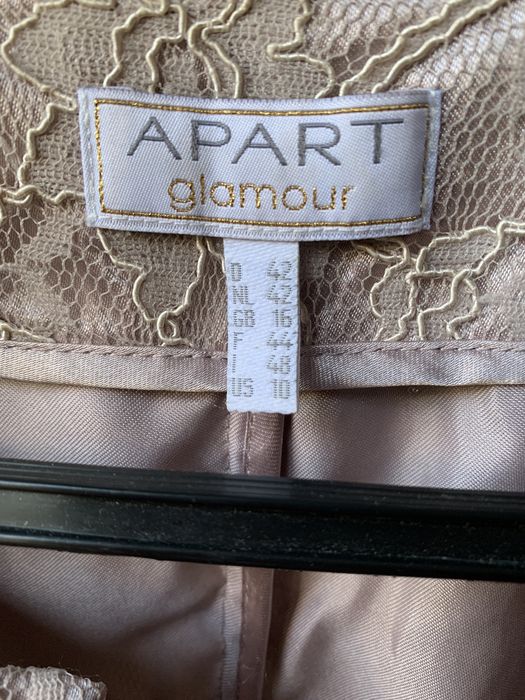 APART
glamour
D 42
NL 42
GB 16
F 44
I 48
US 10